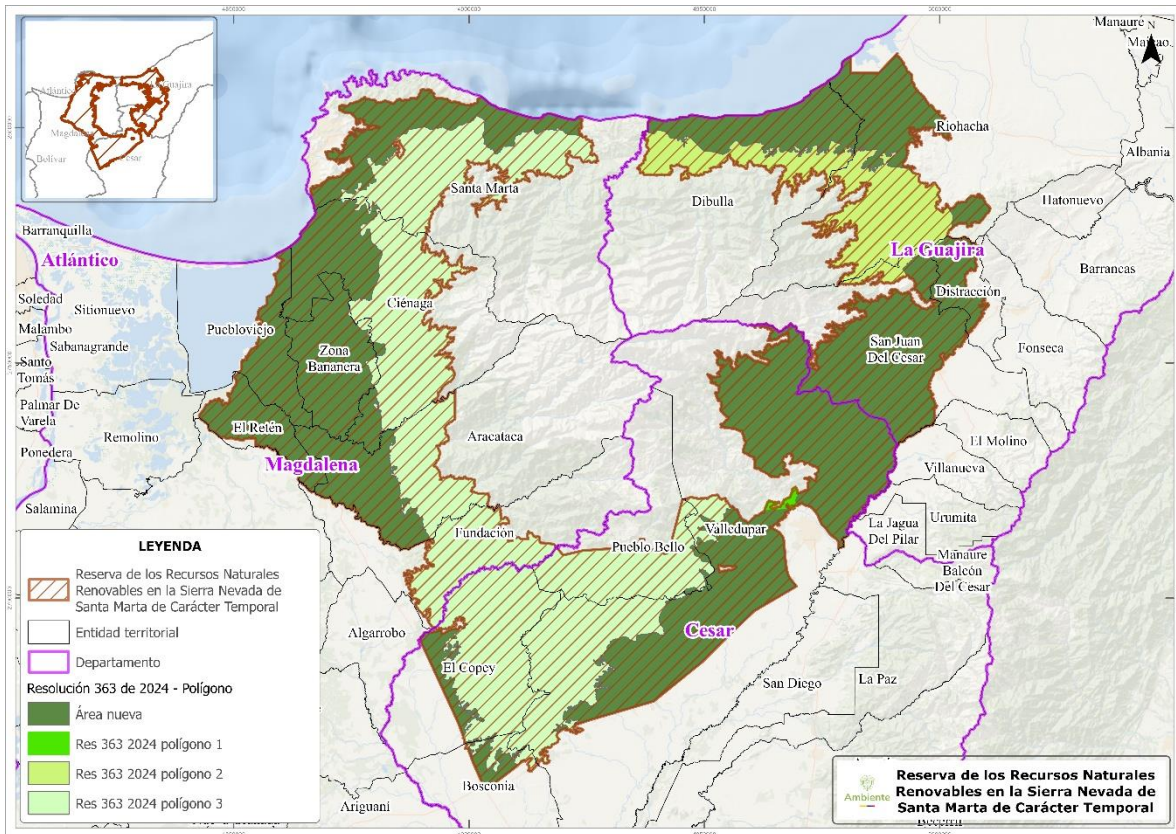 Atlántico
La Guajira
Magdalena
Bolívar
Cesar
Manauré
N
Maicao
Riohacha
Albania
Santa Marta
Dibulla
Hatonuevo
Barranquilla
Atlántico
La Guajira
Barrancas
Soledad
Sitionuevo
Ciénaga
Distracción
Malambo
Puebloviejo
Sabanagrande
Zona
Bananera
San Juan
Del Cesar
Fonseca
Santo
Tomás
Palmar De
Varela
Remolino
El Retén
Aracataca
El Molino
Ponedera
Magdalena
Villanueva
Salamina
Fundación
Valledupar
La Jagua
Del Pilar
Urumita
Pueblo Bello
Manaure
Balcón
Del Cesar
Algarrobo
Cesar
El Copey
San Diego
La Paz
Bosconia
Ariguaní
Becerril
LEYENDA
Reserva de los Recursos Naturales
Renovables en la Sierra Nevada de
Santa Marta de Carácter Temporal
Entidad territorial
Departamento
Resolución 363 de 2024 - Polígono
Área nueva
Res 363 2024 polígono 1
Res 363 2024 polígono 2
Res 363 2024 polígono 3
Ambiente
Reserva de los Recursos Naturales
Renovables en la Sierra Nevada de
Santa Marta de Carácter Temporal